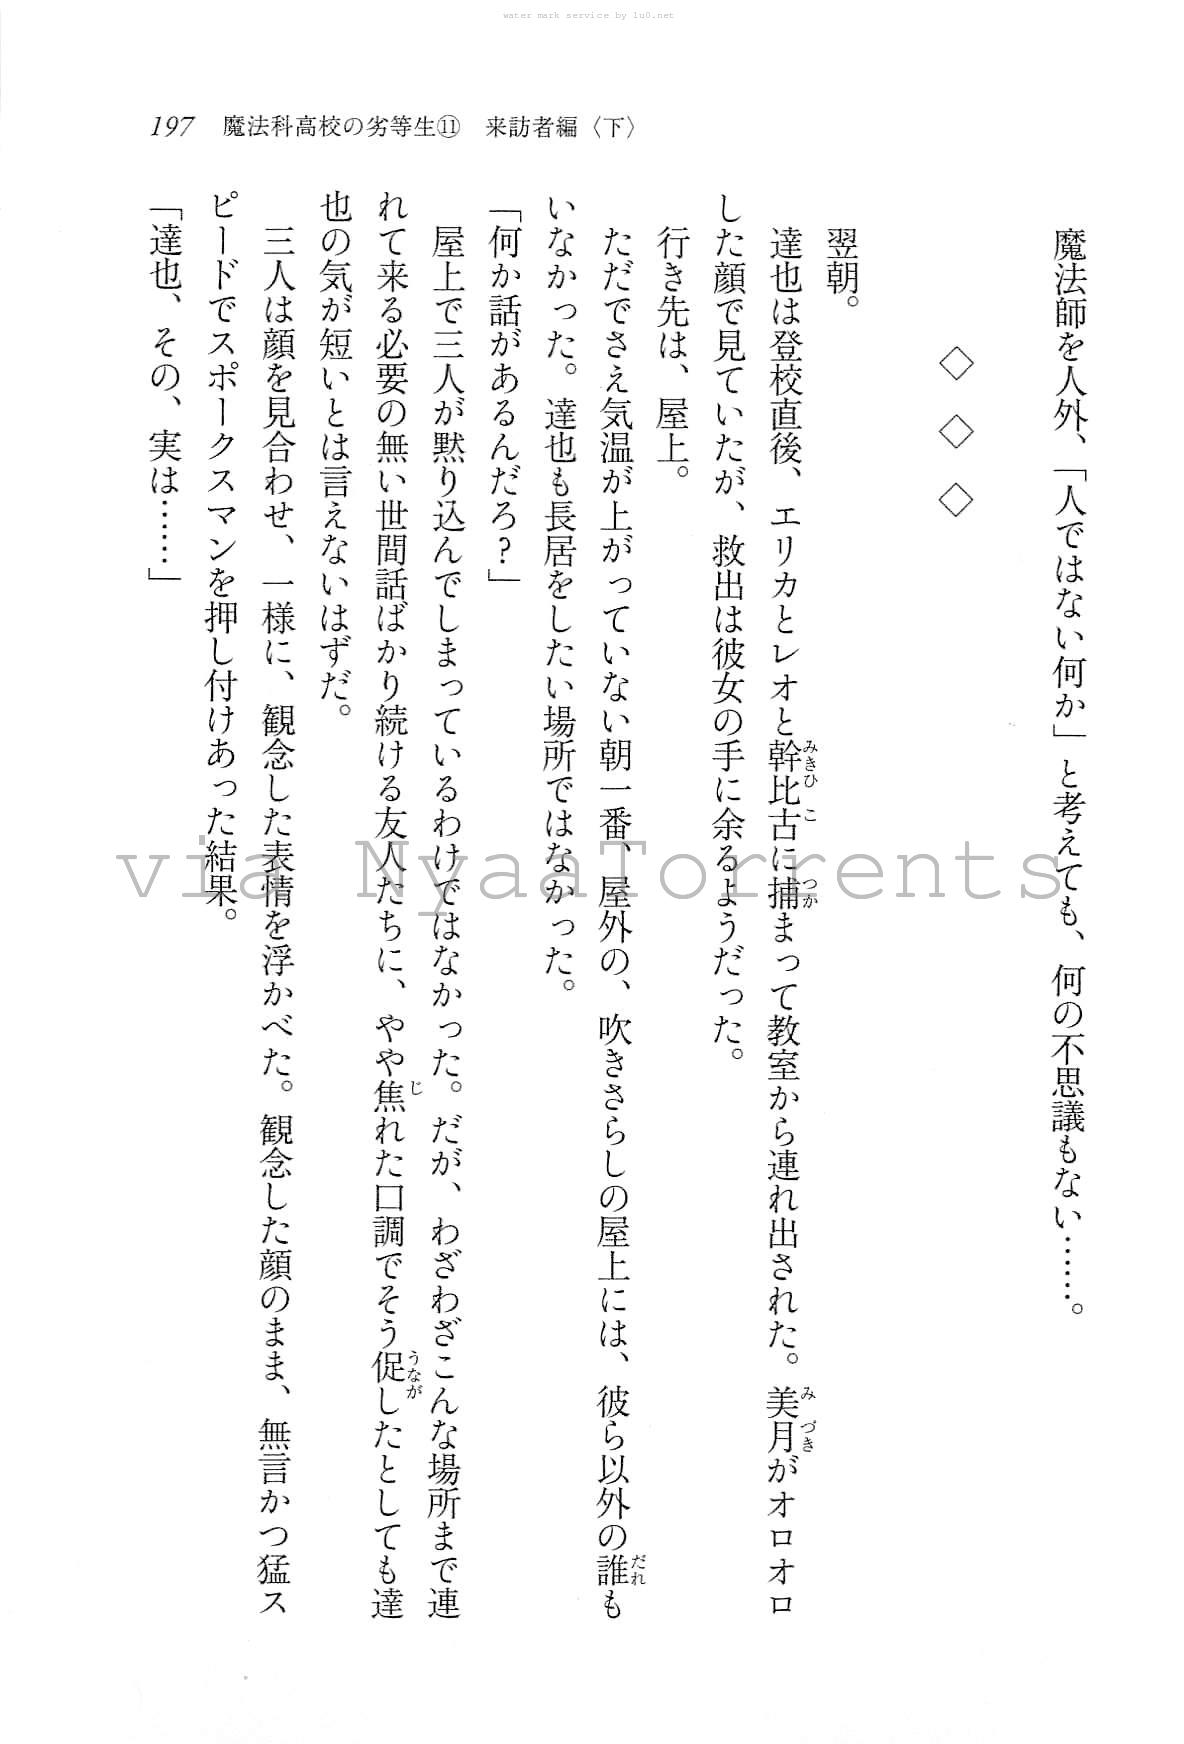 water mark service by lu0.net
197 魔法科高校の劣等生⑪ 来訪者編〈下〉
魔法師を人外、「人ではない何か」と考えても、何の不思議もない……。
◇ ◇ ◇
翌朝。
達也は登校直後、エリカとレオと幹比古に捕まって教室から連れ出された。美月がオロオロ
した顔で見ていたが、救出は彼女の手に余るようだった。
行き先は、屋上。
ただでさえ気温が上がっていない朝一番、屋外の、吹きさらしの屋上には、彼ら以外の誰も
いなかった。達也も長居をしたい場所ではなかった。
「何か話があるんだろ？」
屋上で三人が黙り込んでしまっているわけではなかった。だが、わざわざこんな場所まで連
れて来る必要の無い世間話ばかり続ける友人たちに、やや焦れた口調でそう促したとしても達
也の気が短いとは言えないはずだ。
三人は顔を見合わせ、一様に、観念した表情を浮かべた。観念した顔のまま、無言かつ猛ス
ピードでスポークスマンを押し付けあった結果。
「達也、その、実は……」
via NyaaTorrents